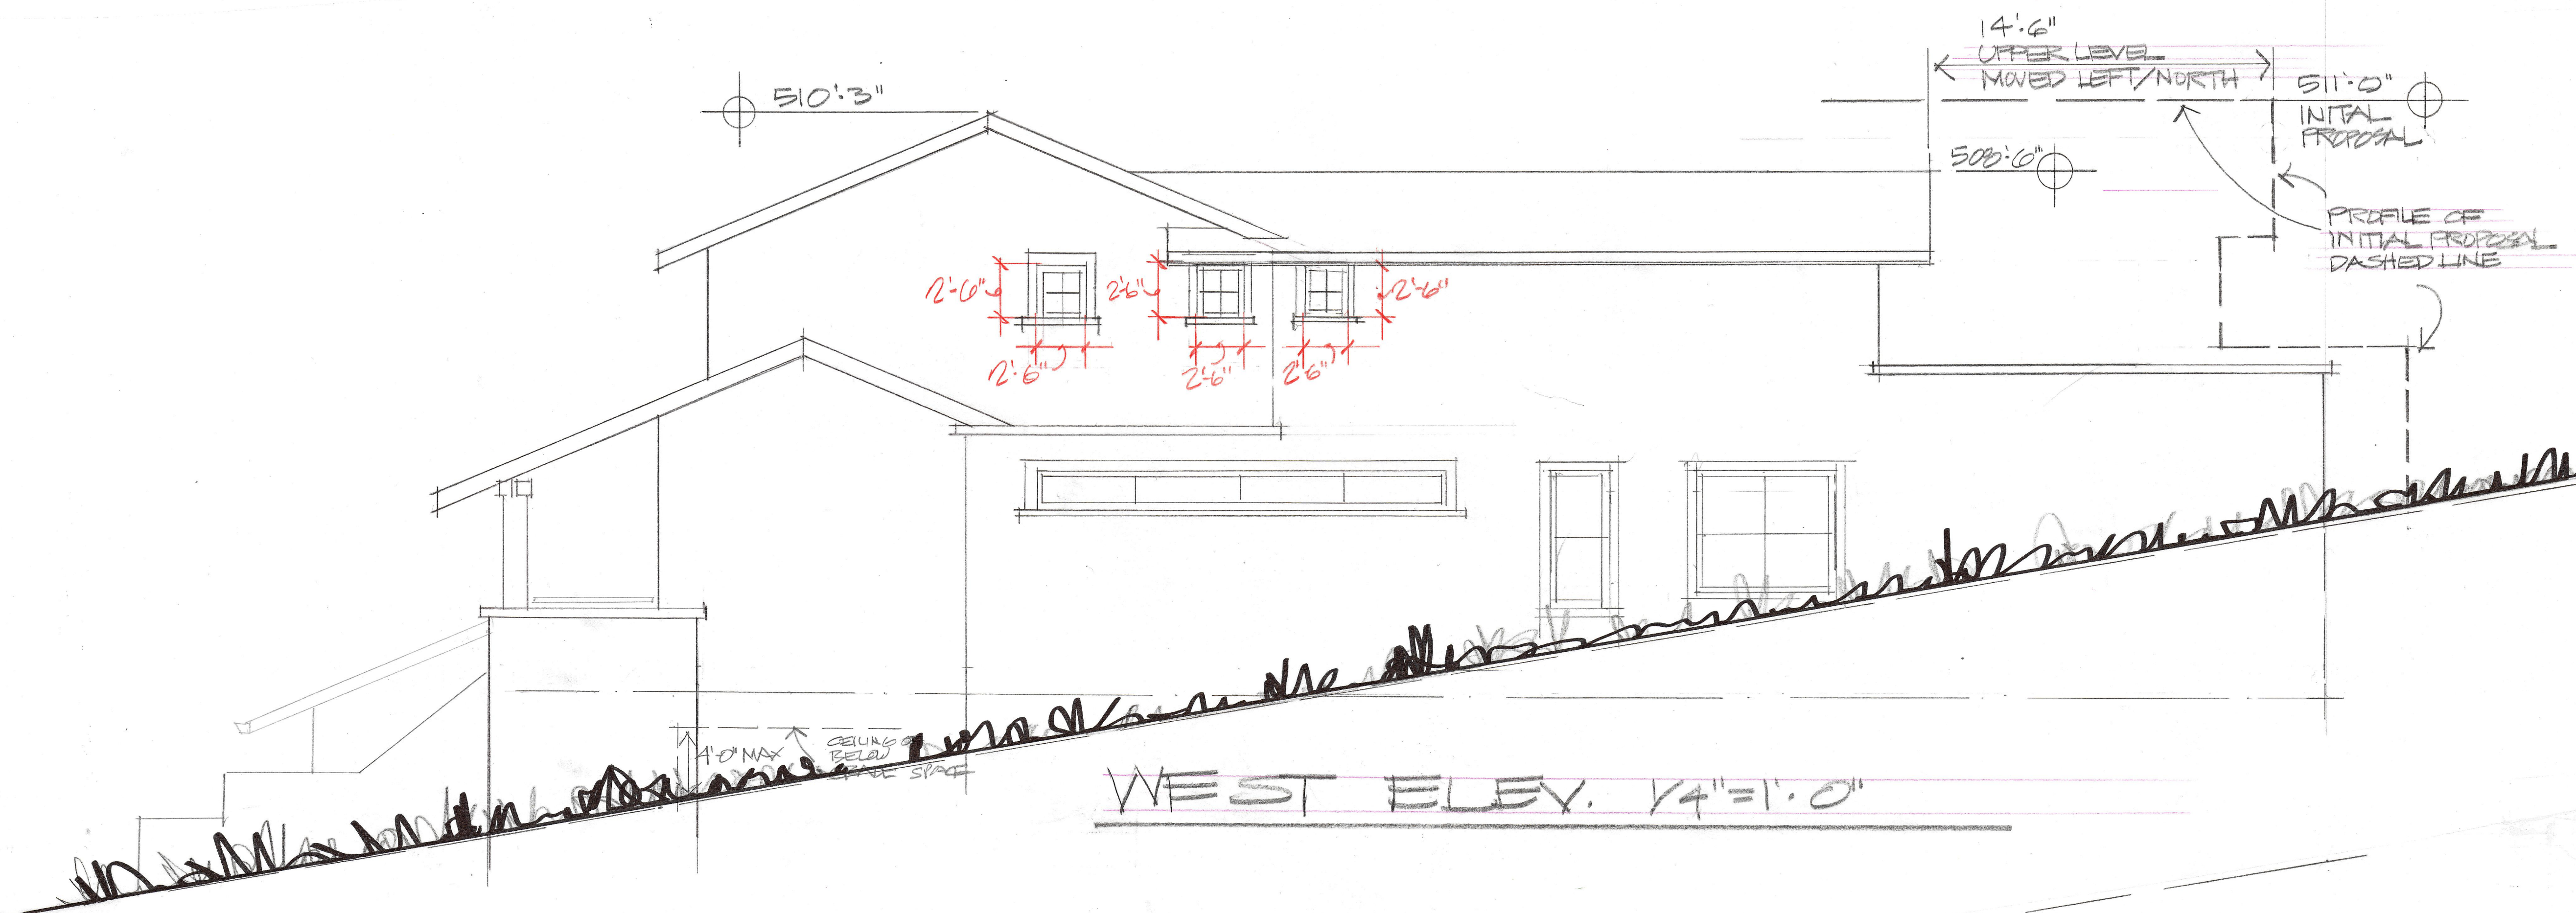 14'·6"
UPPER LEVEL
MOVED LEFT/NORTH
510'·3"
511'·0"
INITAL
PROPOSAL
508'·6"
PROFILE OF
INITIAL PROPOSAL
DASHED LINE
2'-6"
2'-6"
2'-6"
2'·6"
2'-6"
2'-6"
4'·0" MAX
CEILING OF
BELOW
SPACE
WEST ELEV. 1/4"=1'·0"